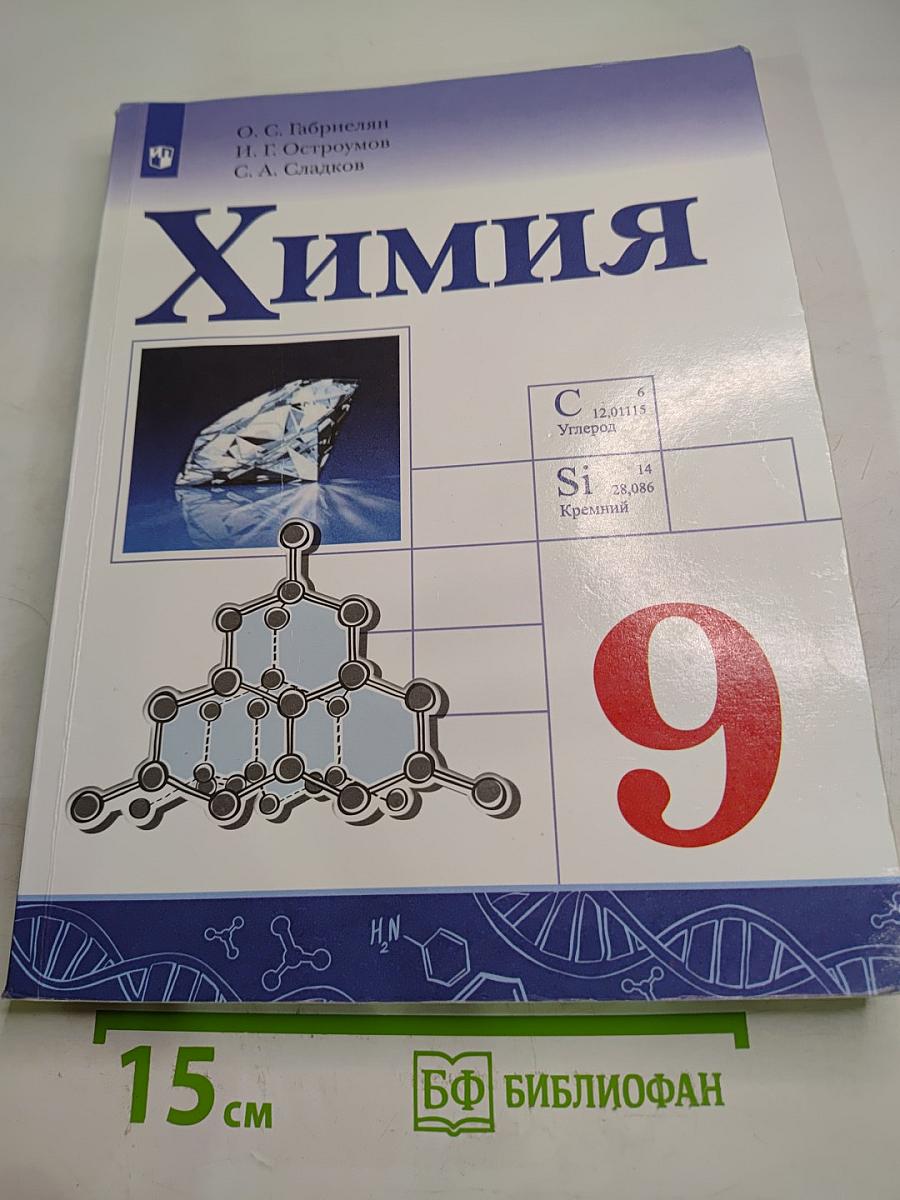 О. С. Габриелян
И. Г. Остроумов
С. А. Сладков
Химия
C 6
12,01115
Углерод
Si 14
28,086
Кремний
9
H2N
15 см
БФ БИБЛИОФАН